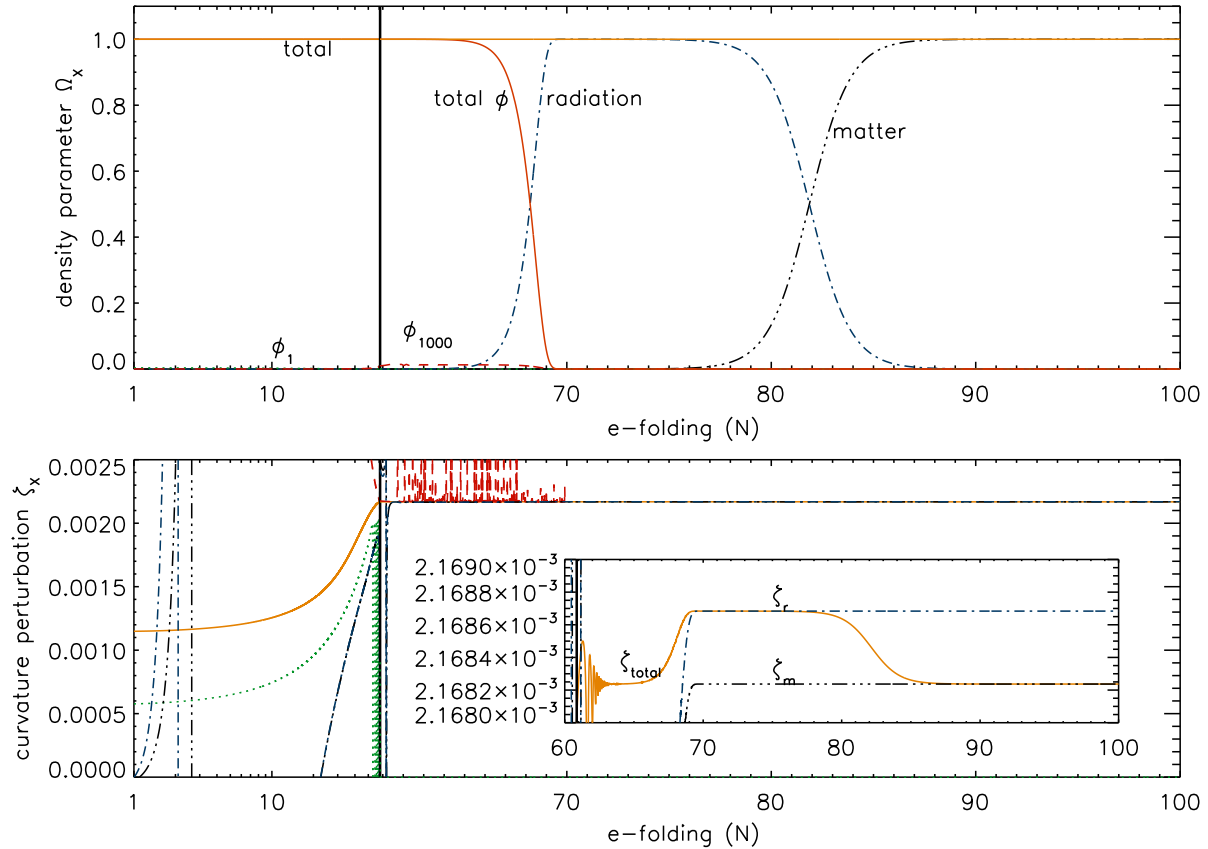 density parameter Ωₓ
1.0
0.8
0.6
0.4
0.2
0.0
total
total ϕ
radiation
matter
ϕ₁
ϕ₁₀₀₀
1
10
70
80
90
100
e-folding (N)
curvature perturbation ζₓ
0.0025
0.0020
0.0015
0.0010
0.0005
0.0000
2.1690×10⁻³
2.1688×10⁻³
2.1686×10⁻³
2.1684×10⁻³
2.1682×10⁻³
2.1680×10⁻³
ζᵣ
ζ_total
ζₘ
60
70
80
90
100
1
10
70
80
90
100
e-folding (N)